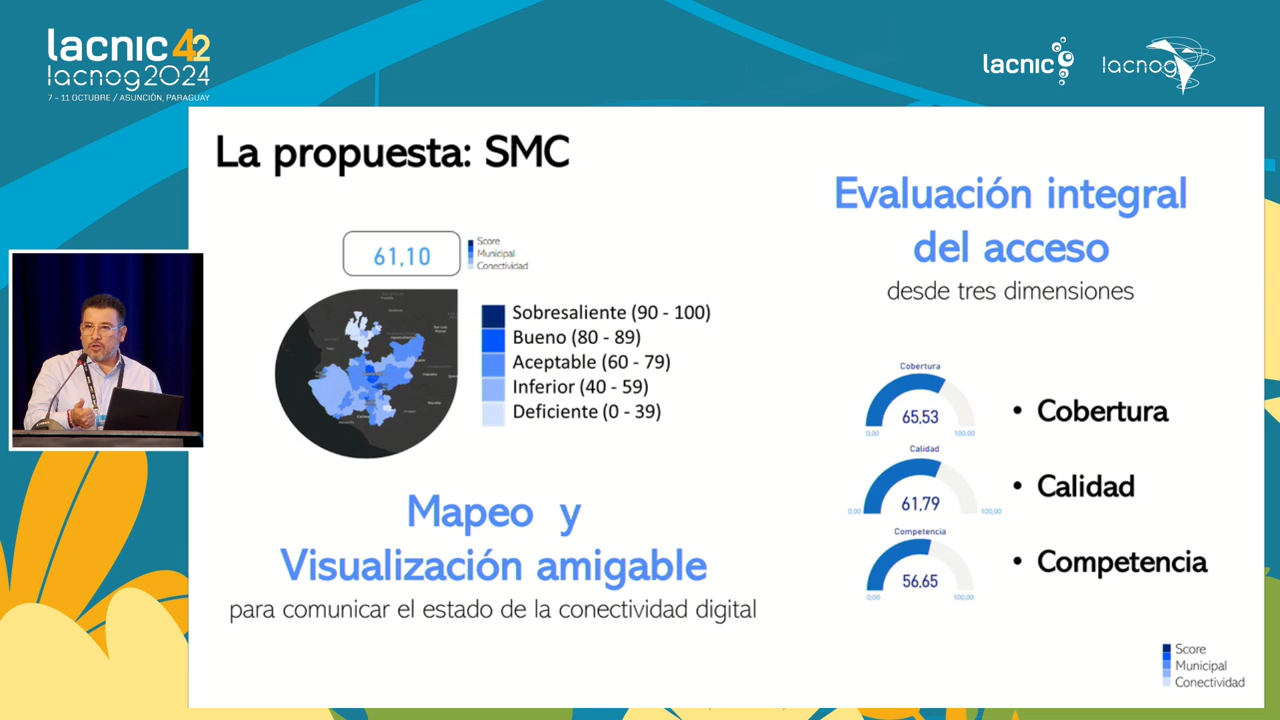 lacnic 42
lacnog2024
7 - 11 OCTUBRE / ASUNCIÓN, PARAGUAY
lacnic
lacnog
La propuesta: SMC
61,10
Score
Municipal
Conectividad
Sobresaliente (90 - 100)
Bueno (80 - 89)
Aceptable (60 - 79)
Inferior (40 - 59)
Deficiente (0 - 39)
Mapeo y
Visualización amigable
para comunicar el estado de la conectividad digital
Evaluación integral
del acceso
desde tres dimensiones
Cobertura
65,53
0,00 100,00
• Cobertura
Calidad
61,79
0,00 100,00
• Calidad
Competencia
56,65
0,00 100,00
• Competencia
Score
Municipal
Conectividad